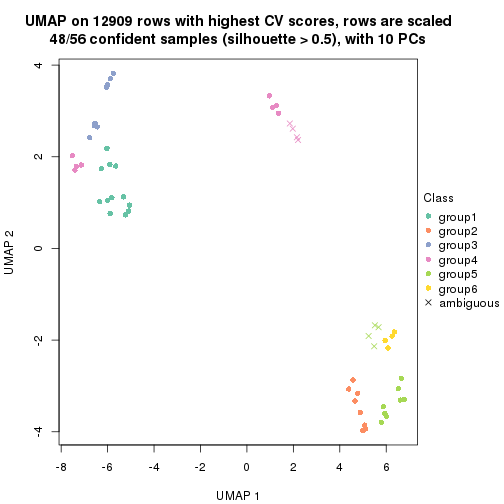 UMAP on 12909 rows with highest CV scores, rows are scaled
48/56 confident samples (silhouette > 0.5), with 10 PCs
4
2
0
-2
-4
UMAP 2
-8
-6
-4
-2
0
2
4
6
UMAP 1
Class
group1
group2
group3
group4
group5
group6
ambiguous